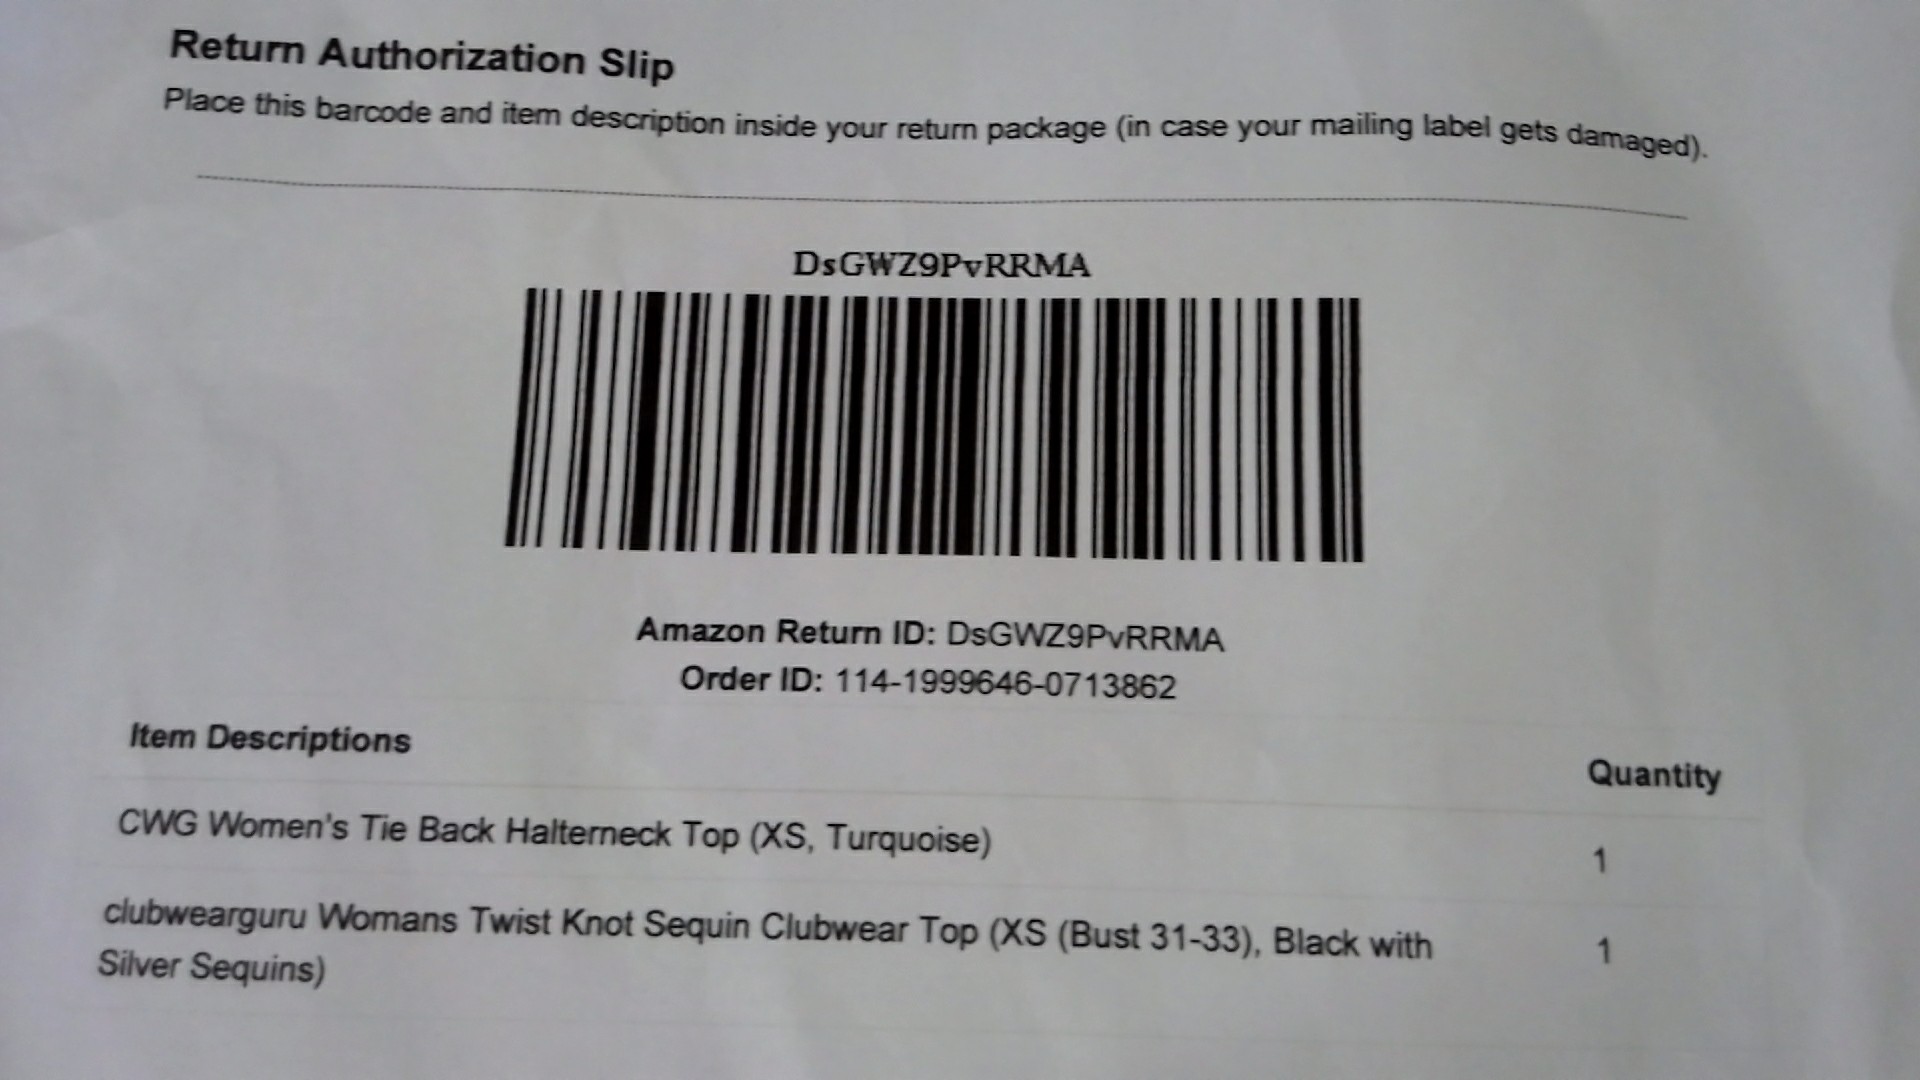 Return Authorization Slip
Place this barcode and item description inside your return package (in case your mailing label gets damaged).
DsGWZ9PvRRMA
Amazon Return ID: DsGWZ9PvRRMA
Order ID: 114-1999646-0713862
Item Descriptions
Quantity
CWG Women's Tie Back Halterneck Top (XS, Turquoise)
1
clubwearguru Womans Twist Knot Sequin Clubwear Top (XS (Bust 31-33), Black with
1
Silver Sequins)